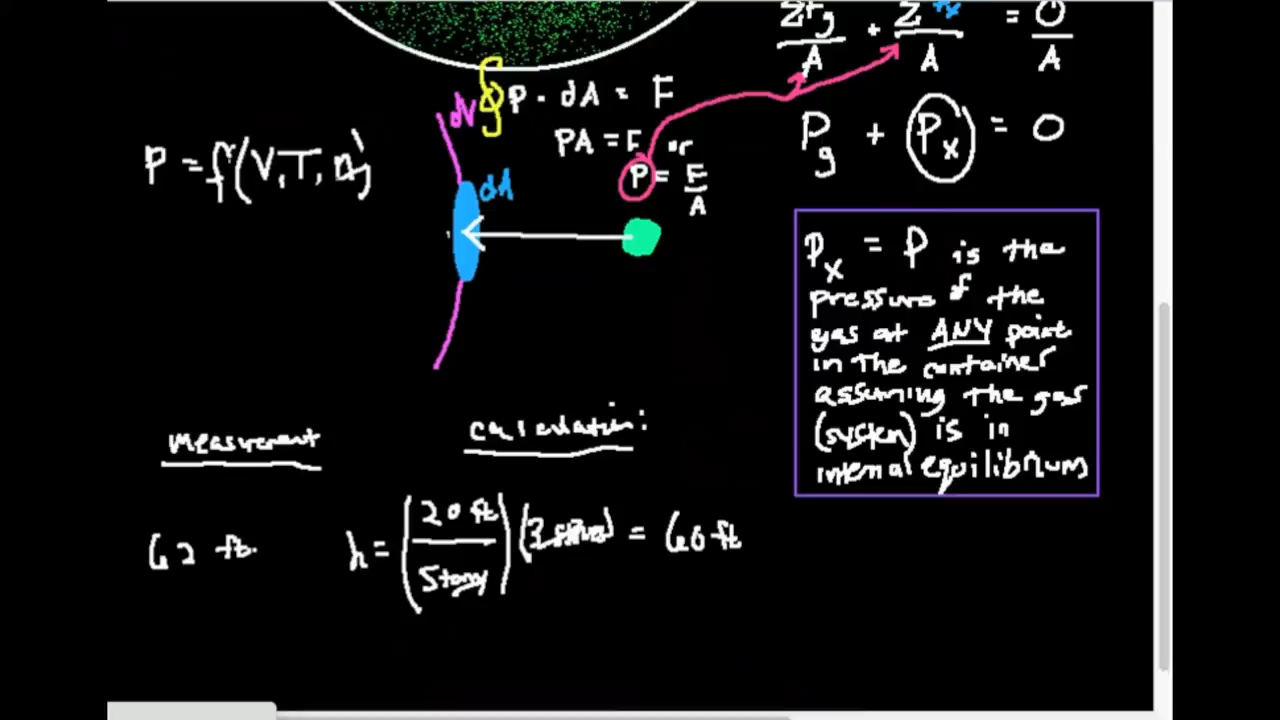 ΣFg/A + ΣFx/A = 0/A
dV
P · dA = F
PA = F or
P = F/A
dA
Pg + Px = 0
P = f(V,T,n)
Px = P is the
pressure of the
gas at ANY point
in the container
assuming the gas
(system) is in
internal equilibrium
measurement
calculation:
62 ft.
h = (20 ft/Story) (3 stories) = 60 ft